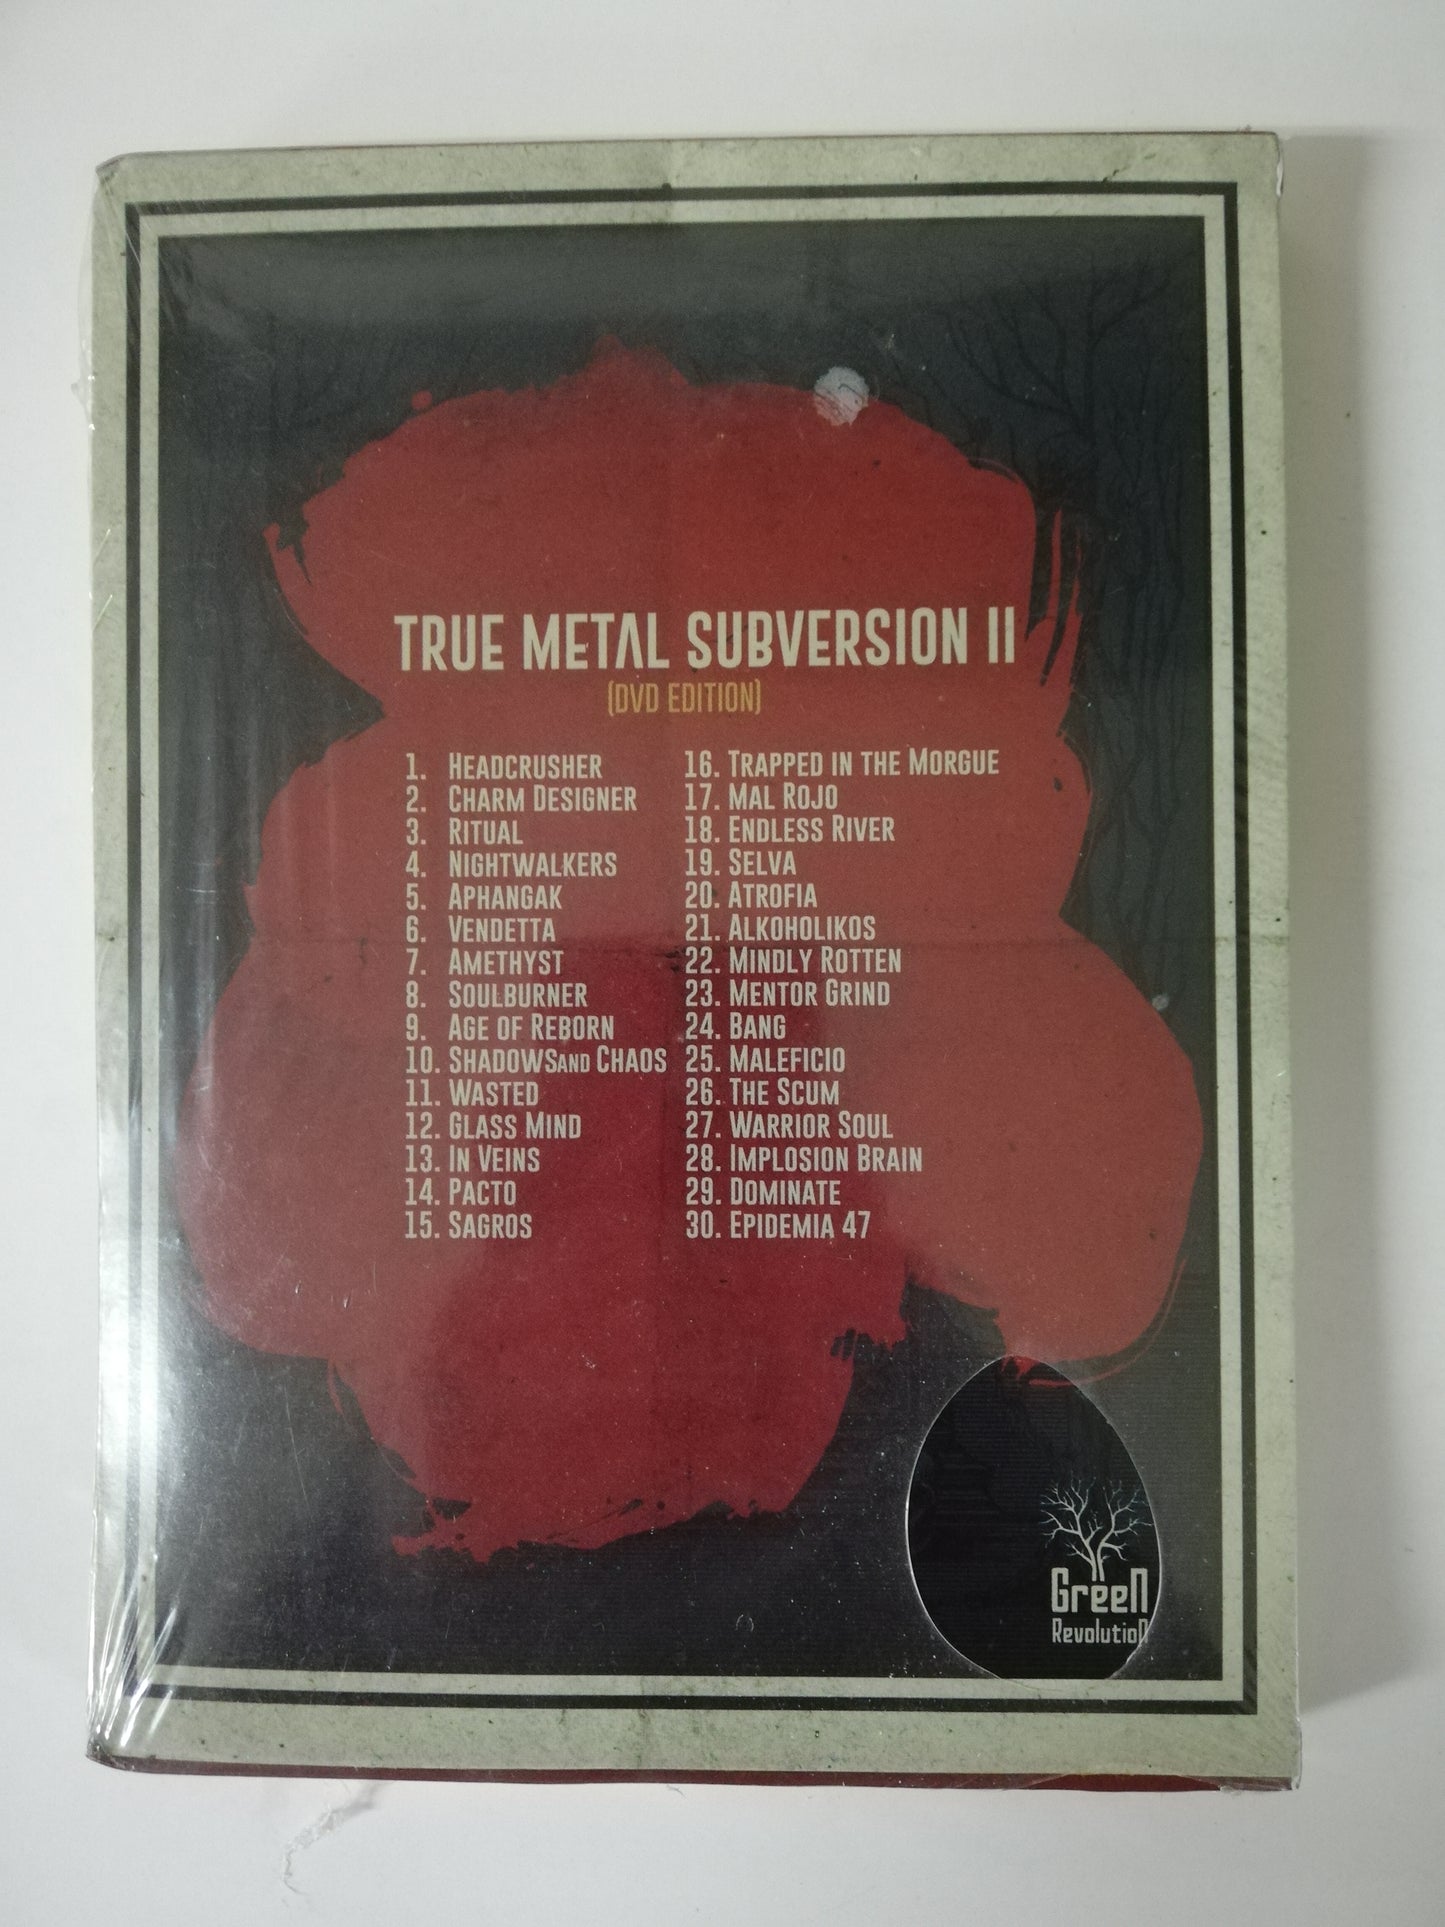 TRUE METAL SUBVERSION II
(DVD EDITION)
1. HEADCRUSHER
2. CHARM DESIGNER
3. RITUAL
4. NIGHTWALKERS
5. APHANGAK
6. VENDETTA
7. AMETHYST
8. SOULBURNER
9. AGE OF REBORN
10. SHADOWSAND CHAOS
11. WASTED
12. GLASS MIND
13. IN VEINS
14. PACTO
15. SAGROS
16. TRAPPED IN THE MORGUE
17. MAL ROJO
18. ENDLESS RIVER
19. SELVA
20. ATROFIA
21. ALKOHOLIKOS
22. MINDLY ROTTEN
23. MENTOR GRIND
24. BANG
25. MALEFICIO
26. THE SCUM
27. WARRIOR SOUL
28. IMPLOSION BRAIN
29. DOMINATE
30. EPIDEMIA 47
Green
Revolution